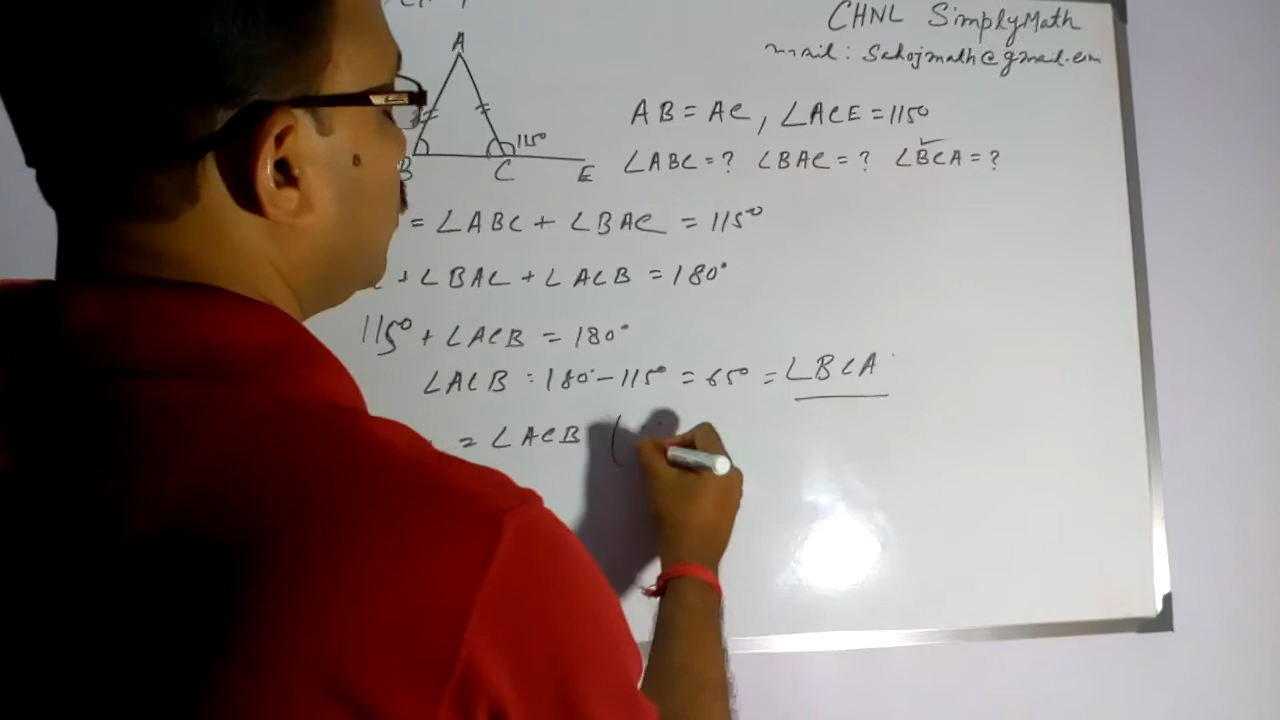 CHNL SimplyMath
mail: Sahojmath@gmail.com
A
115°
B C E
AB = AC, ∠ACE = 115°
∠ABC = ? ∠BAC = ? ∠BCA = ?
= ∠ABC + ∠BAC = 115°
+ ∠BAC + ∠ACB = 180°
115° + ∠ACB = 180°
∠ACB = 180° - 115° = 65° = ∠BCA
= ∠ACB (